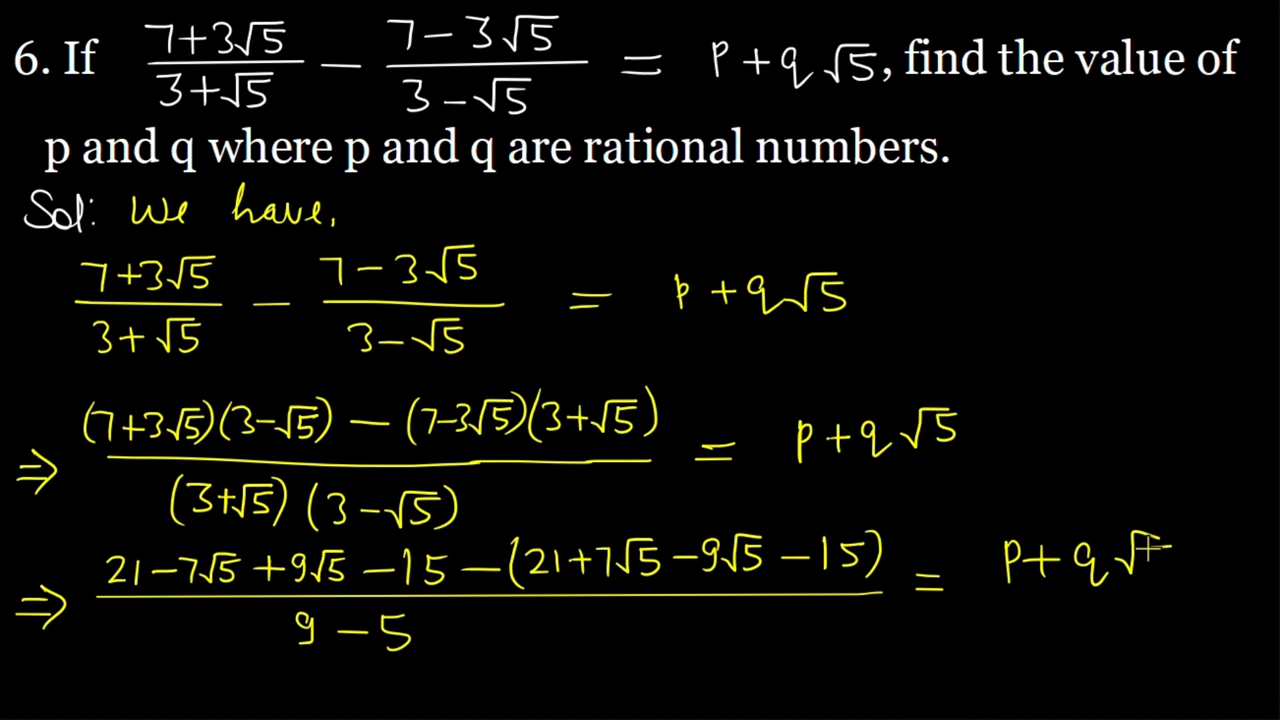 6. If (7+3√5)/(3+√5) − (7−3√5)/(3−√5) = p+q√5, find the value of
p and q where p and q are rational numbers.
Sol: We have,
(7+3√5)/(3+√5) − (7−3√5)/(3−√5) = p+q√5
⇒ ((7+3√5)(3−√5) − (7−3√5)(3+√5))/((3+√5)(3−√5)) = p+q√5
⇒ (21−7√5+9√5−15−(21+7√5−9√5−15))/(9−5) = p+q√